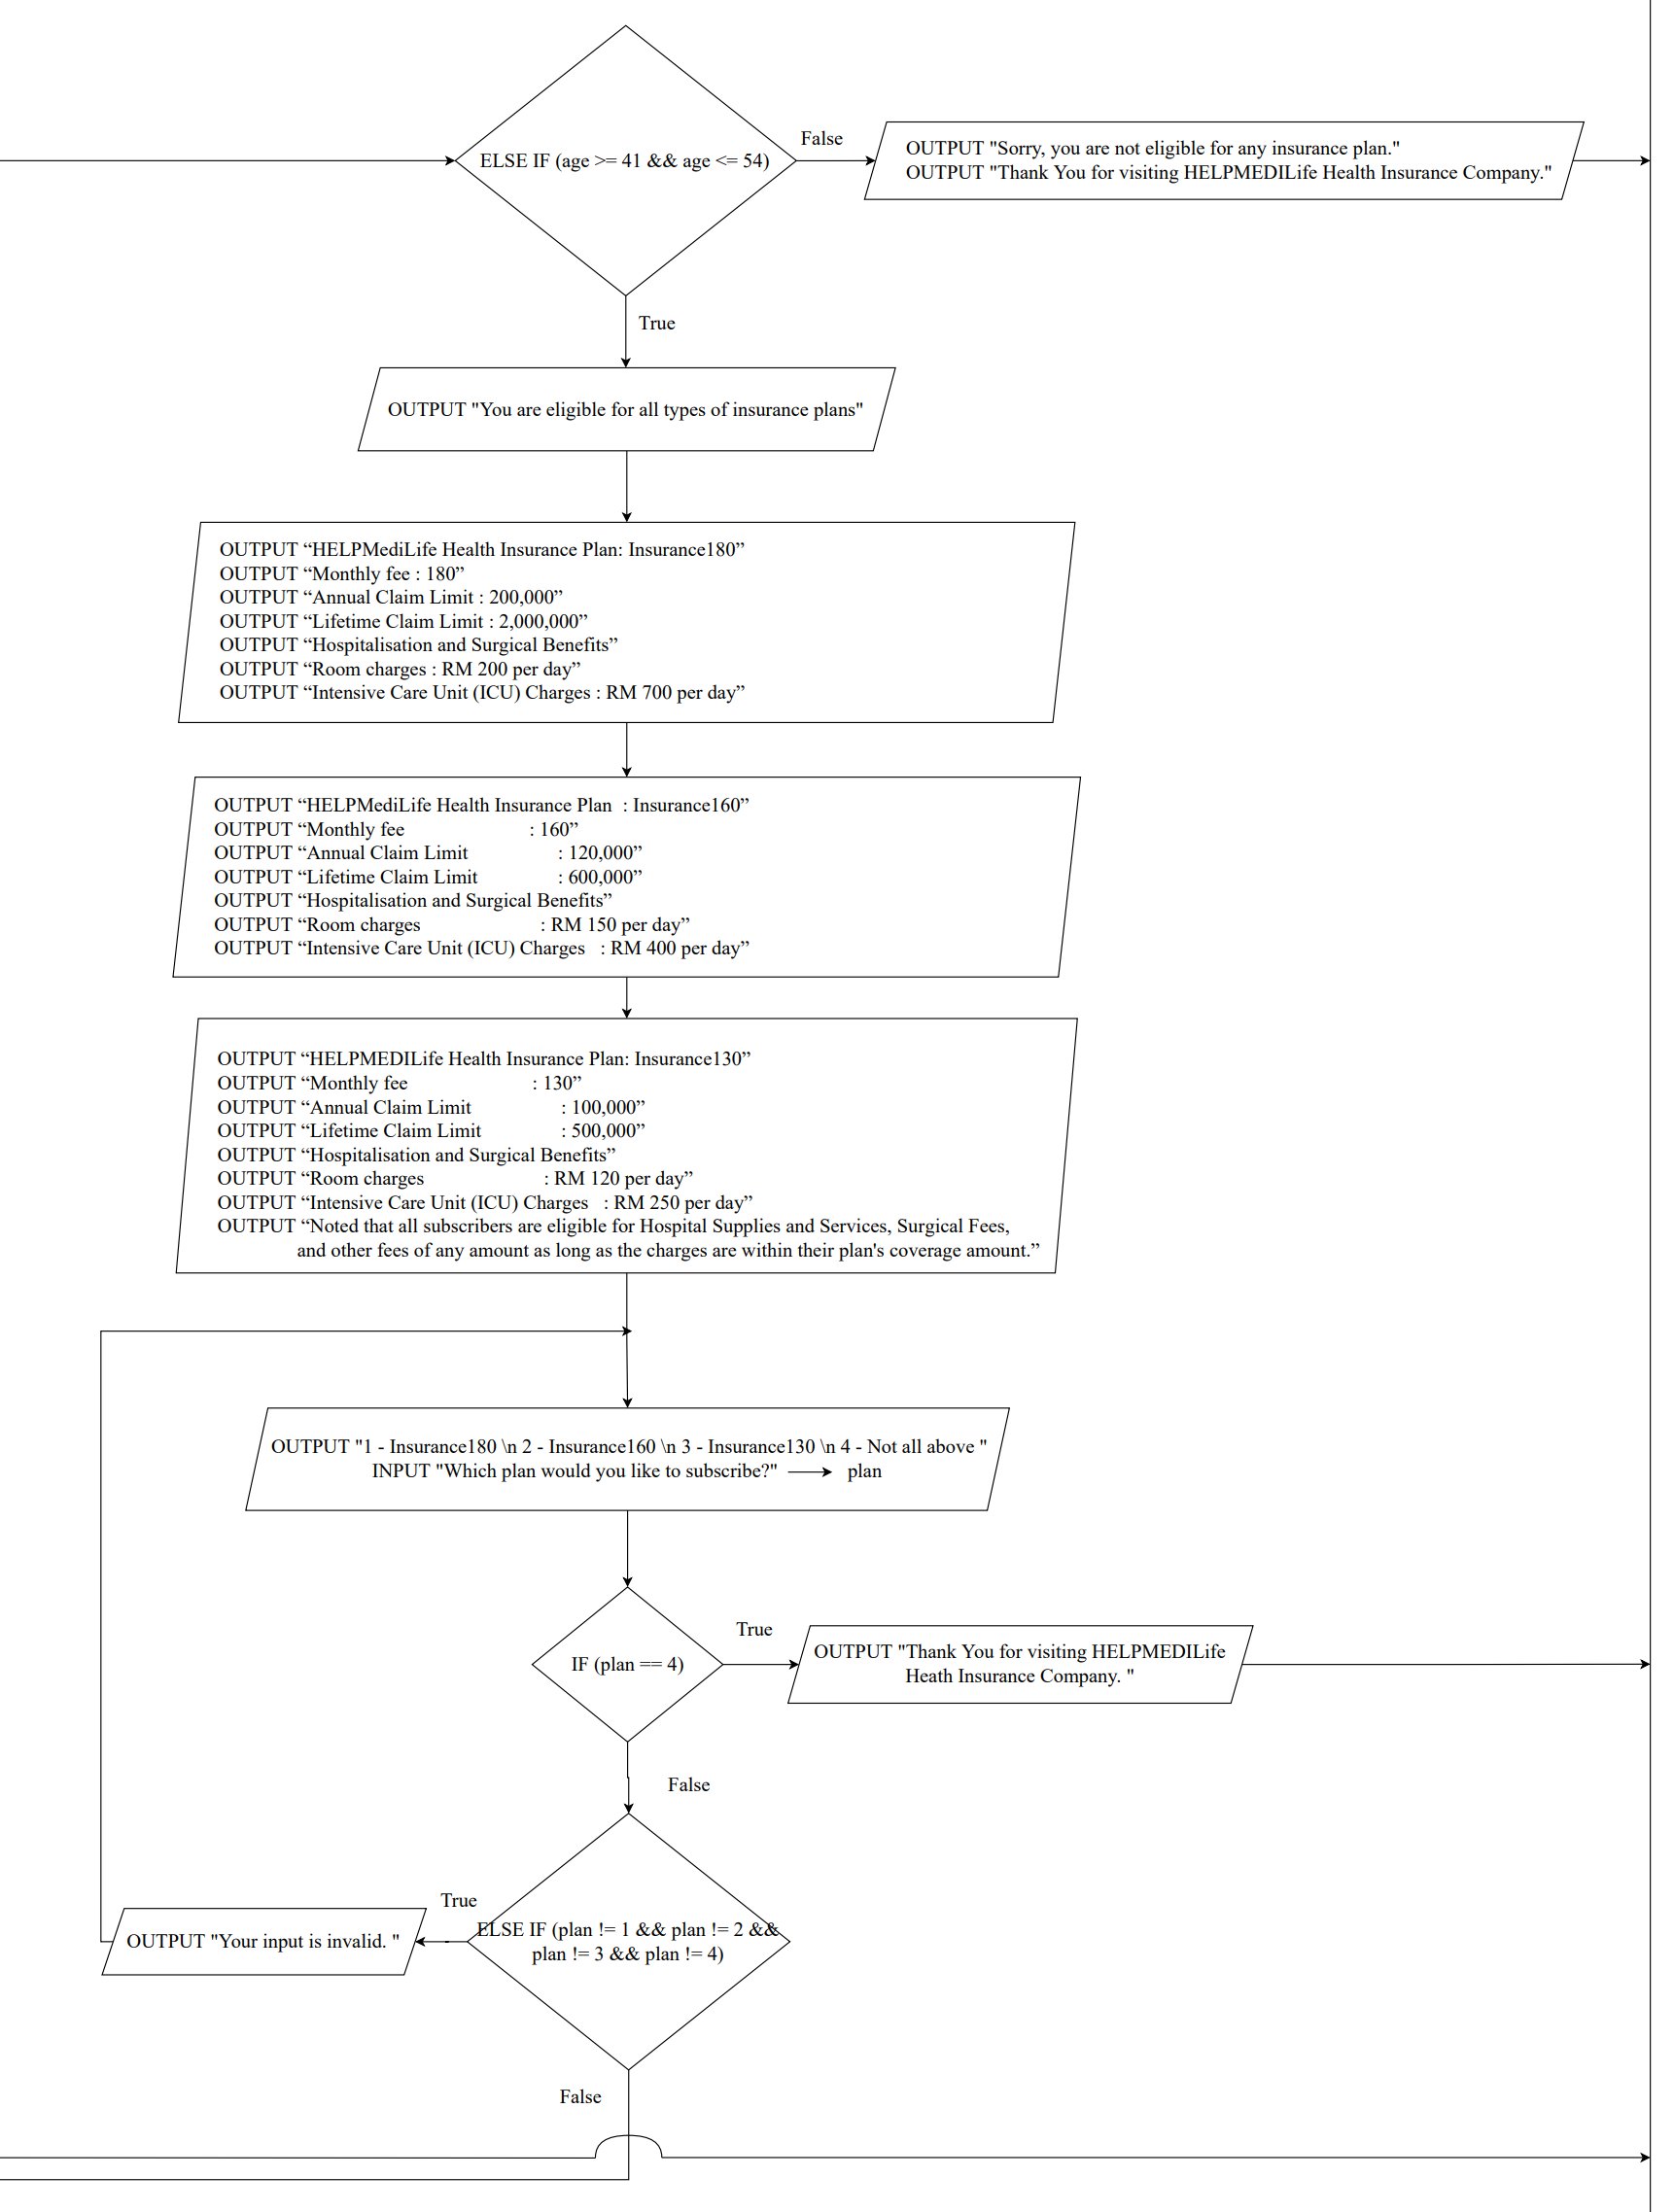 ELSE IF (age >= 41 && age <= 54)
False
OUTPUT "Sorry, you are not eligible for any insurance plan."
OUTPUT "Thank You for visiting HELPMEDILife Health Insurance Company."
True
OUTPUT "You are eligible for all types of insurance plans"
OUTPUT “HELPMediLife Health Insurance Plan: Insurance180”
OUTPUT “Monthly fee : 180”
OUTPUT “Annual Claim Limit : 200,000”
OUTPUT “Lifetime Claim Limit : 2,000,000”
OUTPUT “Hospitalisation and Surgical Benefits”
OUTPUT “Room charges : RM 200 per day”
OUTPUT “Intensive Care Unit (ICU) Charges : RM 700 per day”
OUTPUT “HELPMediLife Health Insurance Plan : Insurance160”
OUTPUT “Monthly fee : 160”
OUTPUT “Annual Claim Limit : 120,000”
OUTPUT “Lifetime Claim Limit : 600,000”
OUTPUT “Hospitalisation and Surgical Benefits”
OUTPUT “Room charges : RM 150 per day”
OUTPUT “Intensive Care Unit (ICU) Charges : RM 400 per day”
OUTPUT “HELPMEDILife Health Insurance Plan: Insurance130”
OUTPUT “Monthly fee : 130”
OUTPUT “Annual Claim Limit : 100,000”
OUTPUT “Lifetime Claim Limit : 500,000”
OUTPUT “Hospitalisation and Surgical Benefits”
OUTPUT “Room charges : RM 120 per day”
OUTPUT “Intensive Care Unit (ICU) Charges : RM 250 per day”
OUTPUT “Noted that all subscribers are eligible for Hospital Supplies and Services, Surgical Fees,
and other fees of any amount as long as the charges are within their plan's coverage amount.”
OUTPUT "1 - Insurance180 \n 2 - Insurance160 \n 3 - Insurance130 \n 4 - Not all above "
INPUT "Which plan would you like to subscribe?" plan
IF (plan == 4)
True
OUTPUT "Thank You for visiting HELPMEDILife
Heath Insurance Company. "
False
ELSE IF (plan != 1 && plan != 2 &&
plan != 3 && plan != 4)
True
OUTPUT "Your input is invalid. "
False